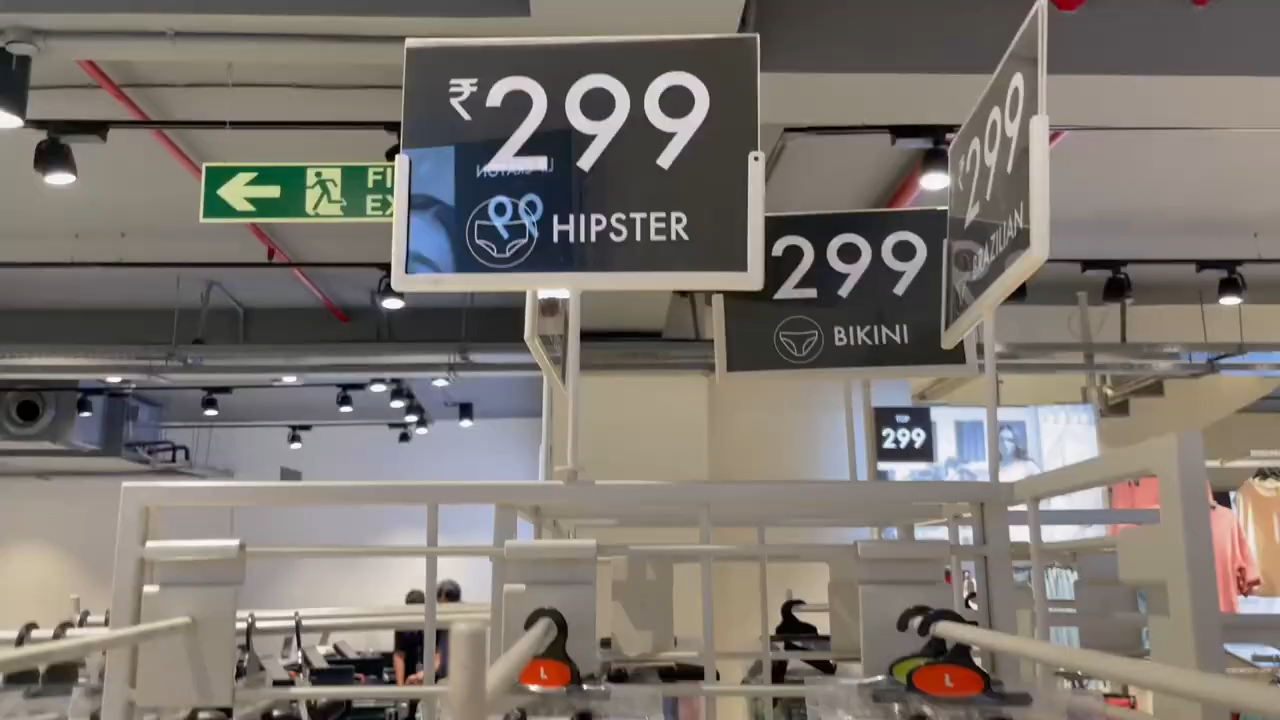 ₹299
HIPSTER
FI
EX
299
BIKINI
₹299
BRAZILIAN
TOP
299
L
L